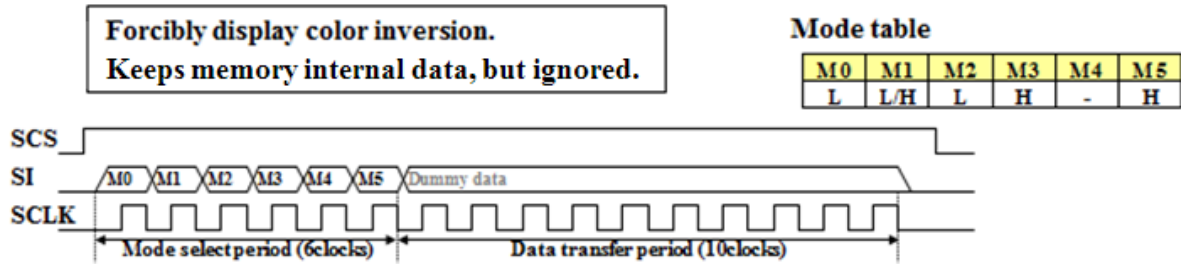 Forcibly display color inversion.
Keeps memory internal data, but ignored.
Mode table
M0 M1 M2 M3 M4 M5
L L/H L H - H
SCS
SI M0 M1 M2 M3 M4 M5 Dummy data
SCLK
Mode select period (6clocks) Data transfer period (10clocks)